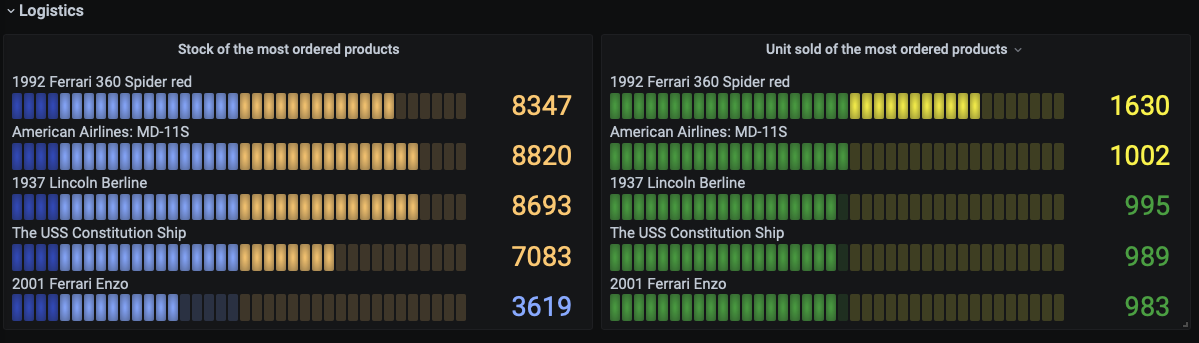 Logistics
Stock of the most ordered products
1992 Ferrari 360 Spider red
8347
American Airlines: MD-11S
8820
1937 Lincoln Berline
8693
The USS Constitution Ship
7083
2001 Ferrari Enzo
3619
Unit sold of the most ordered products
1992 Ferrari 360 Spider red
1630
American Airlines: MD-11S
1002
1937 Lincoln Berline
995
The USS Constitution Ship
989
2001 Ferrari Enzo
983